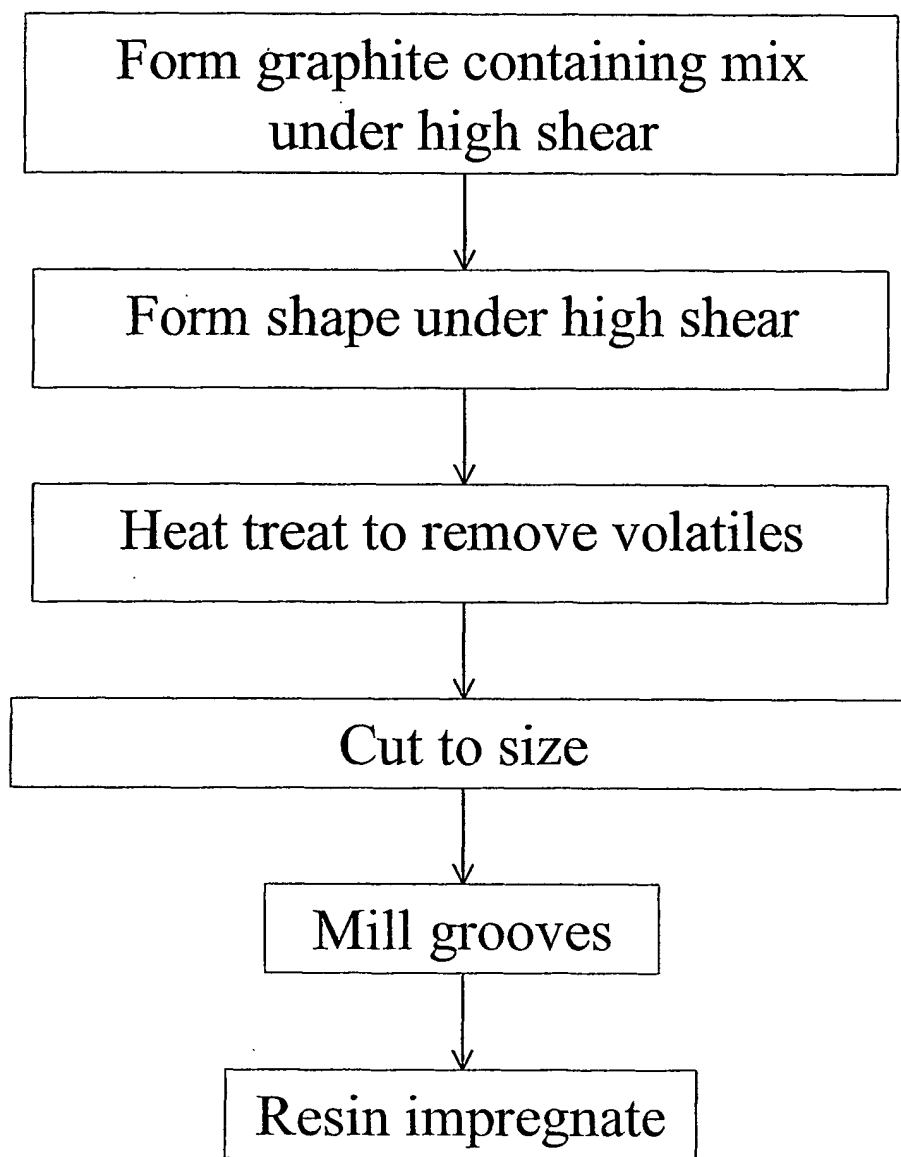 Form graphite containing mix
under high shear
Form shape under high shear
Heat treat to remove volatiles
Cut to size
Mill grooves
Resin impregnate